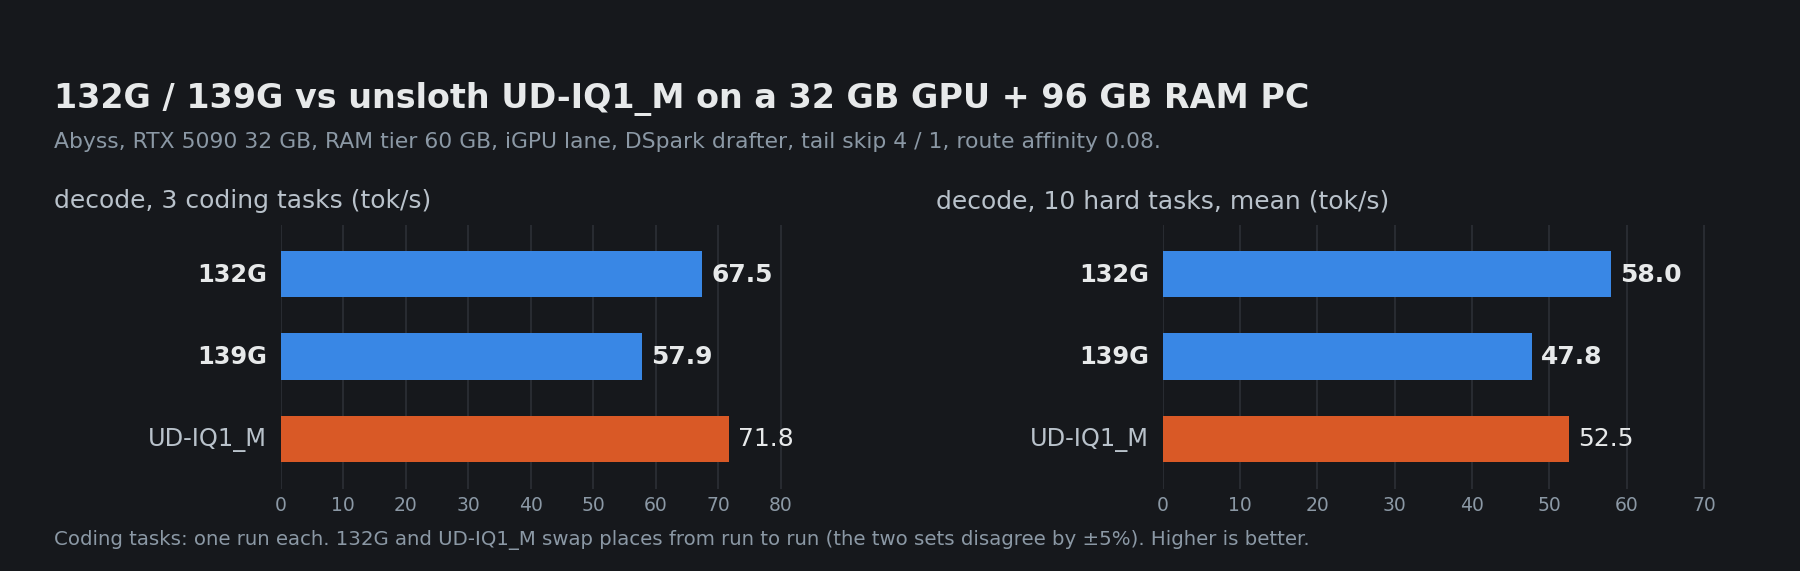 132G / 139G vs unsloth UD-IQ1_M on a 32 GB GPU + 96 GB RAM PC
Abyss, RTX 5090 32 GB, RAM tier 60 GB, iGPU lane, DSpark drafter, tail skip 4 / 1, route affinity 0.08.
decode, 3 coding tasks (tok/s)
132G 67.5
139G 57.9
UD-IQ1_M 71.8
0 10 20 30 40 50 60 70 80
decode, 10 hard tasks, mean (tok/s)
132G 58.0
139G 47.8
UD-IQ1_M 52.5
0 10 20 30 40 50 60 70
Coding tasks: one run each. 132G and UD-IQ1_M swap places from run to run (the two sets disagree by ±5%). Higher is better.